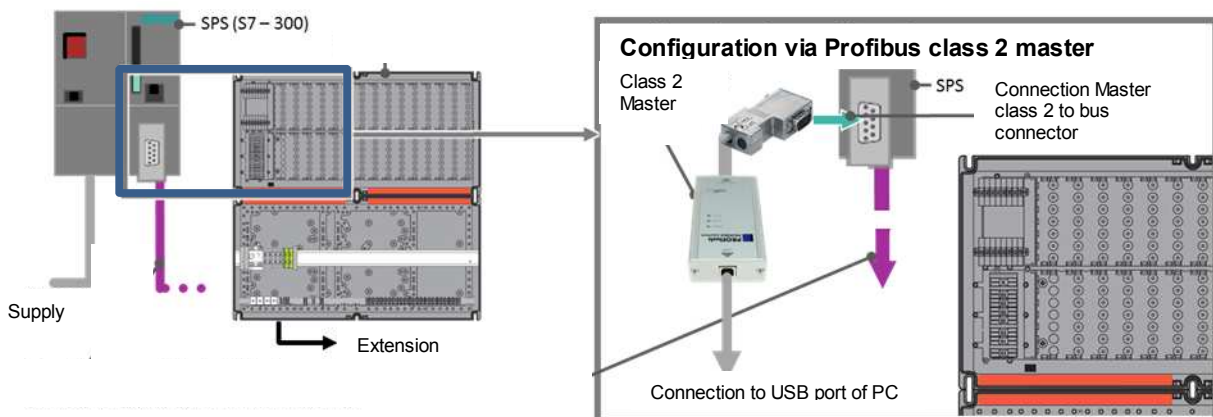 SPS (S7 – 300)
Supply
Extension
Configuration via Profibus class 2 master
Class 2
Master
SPS
Connection Master
class 2 to bus
connector
Connection to USB port of PC